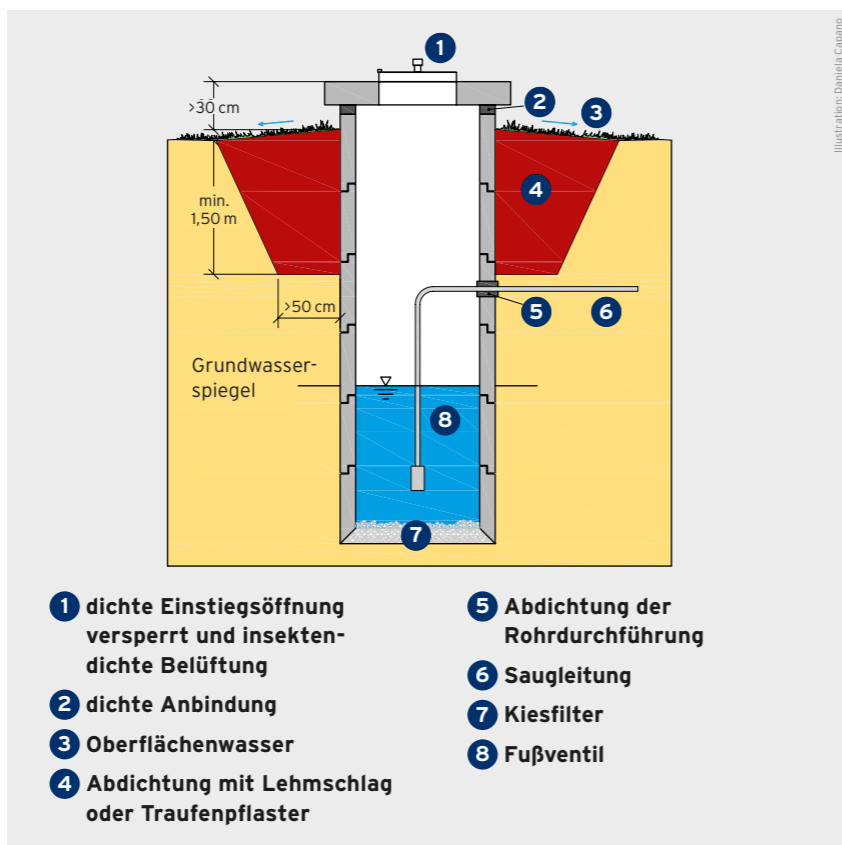 Illustration: Daniela Capano
1
>30 cm
2
3
min.
1,50 m
4
>50 cm
5
6
Grundwasser-
spiegel
8
7
1 dichte Einstiegsöffnung
versperrt und insekten-
dichte Belüftung
2 dichte Anbindung
3 Oberflächenwasser
4 Abdichtung mit Lehmschlag
oder Traufenpflaster
5 Abdichtung der
Rohrdurchführung
6 Saugleitung
7 Kiesfilter
8 Fußventil